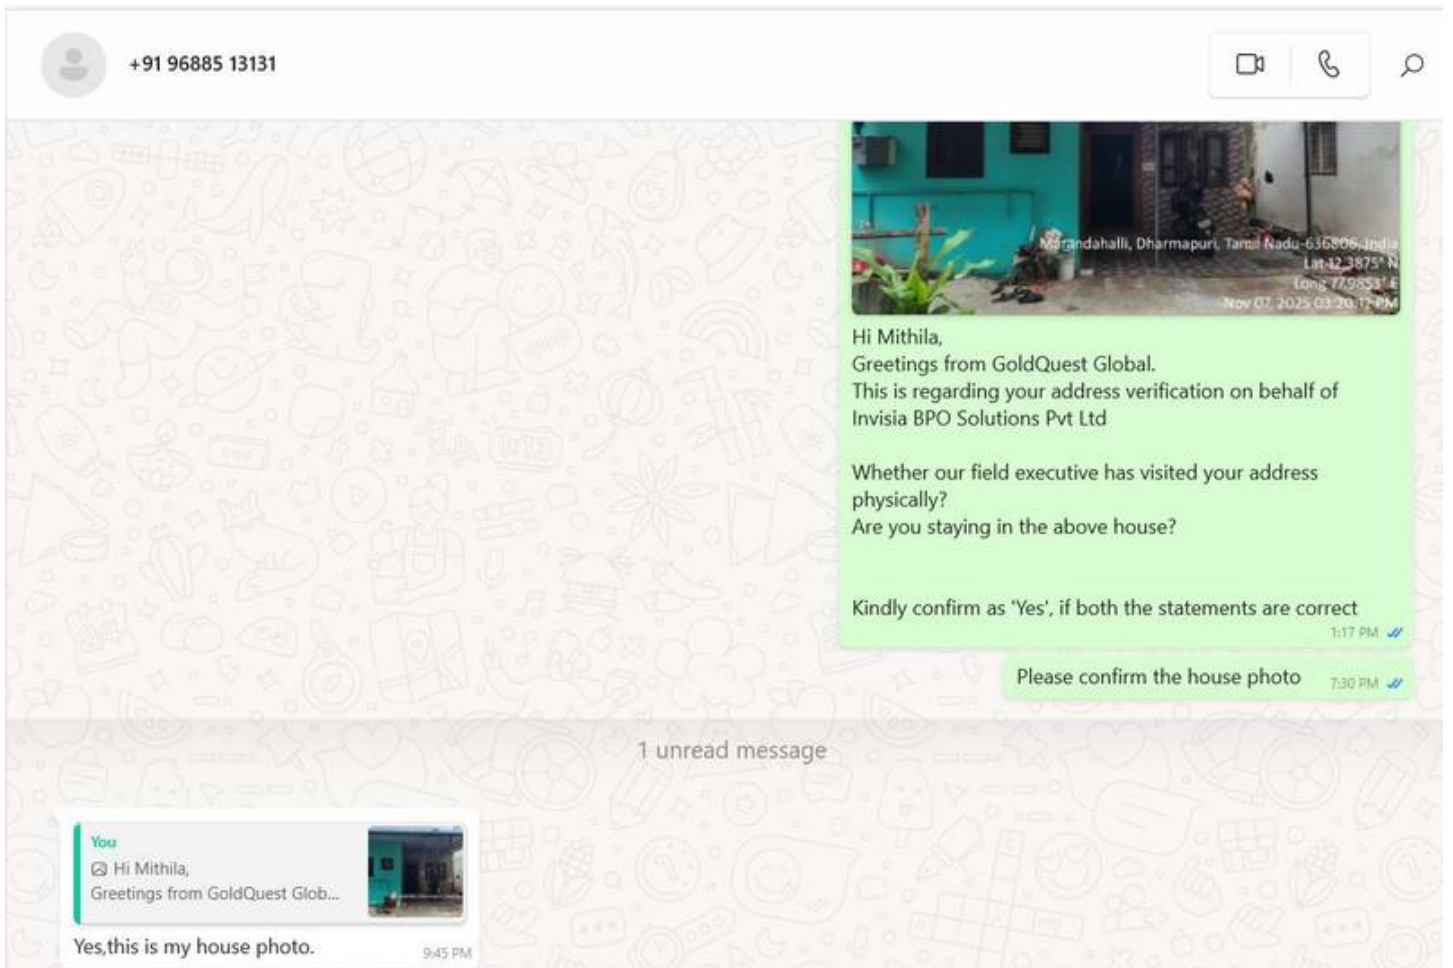 +91 96885 13131
Marandahalli, Dharmapuri, Tamil Nadu-636806, India
Lat 12.3875° N
Long 77.9853° E
Nov 07, 2025 03:20:12 PM
Hi Mithila,
Greetings from GoldQuest Global.
This is regarding your address verification on behalf of
Invisia BPO Solutions Pvt Ltd
Whether our field executive has visited your address
physically?
Are you staying in the above house?
Kindly confirm as 'Yes', if both the statements are correct
1:17 PM
Please confirm the house photo
7:30 PM
1 unread message
You
Hi Mithila,
Greetings from GoldQuest Glob...
Yes,this is my house photo.
9:45 PM